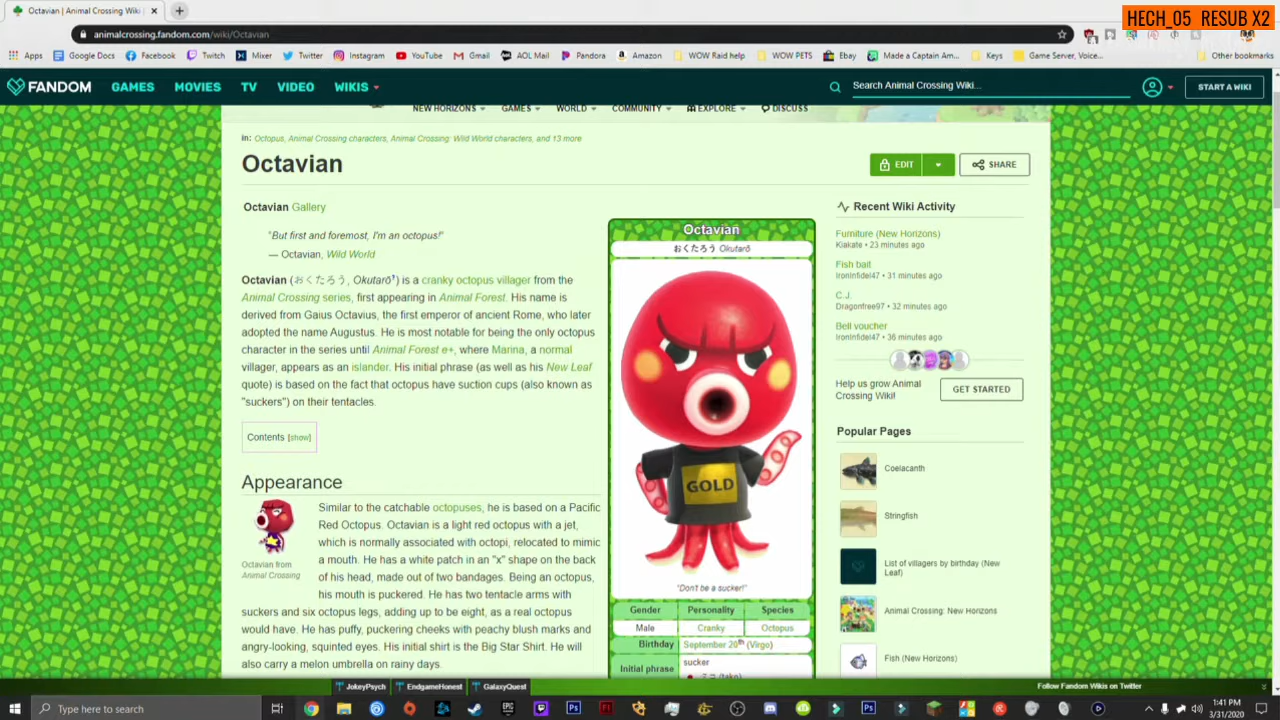 HECH_05 RESUB X2
Octavian | Animal Crossing Wiki
animalcrossing.fandom.com/wiki/Octavian
Apps Google Docs Facebook Twitch Mixer Twitter Instagram YouTube Gmail AOL Mail Pandora Amazon WOW Raid help WOW PETS Ebay Made a Captain Am... Keys Game Server, Voice... Other bookmarks
FANDOM GAMES MOVIES TV VIDEO WIKIS Search Animal Crossing Wiki... START A WIKI
NEW HORIZONS GAMES WORLD COMMUNITY EXPLORE DISCUSS
in: Octopus, Animal Crossing characters, Animal Crossing: Wild World characters, and 13 more
Octavian
EDIT SHARE
Octavian Gallery
"But first and foremost, I'm an octopus!"
— Octavian, Wild World
Octavian (おくたろう, Okutarō?) is a cranky octopus villager from the
Animal Crossing series, first appearing in Animal Forest. His name is
derived from Gaius Octavius, the first emperor of ancient Rome, who later
adopted the name Augustus. He is most notable for being the only octopus
character in the series until Animal Forest e+, where Marina, a normal
villager, appears as an islander. His initial phrase (as well as his New Leaf
quote) is based on the fact that octopus have suction cups (also known as
"suckers") on their tentacles.
Contents [show]
Appearance
Octavian from
Animal Crossing
Similar to the catchable octopuses, he is based on a Pacific
Red Octopus. Octavian is a light red octopus with a jet,
which is normally associated with octopi, relocated to mimic
a mouth. He has a white patch in an "x" shape on the back
of his head, made out of two bandages. Being an octopus,
his mouth is puckered. He has two tentacle arms with
suckers and six octopus legs, adding up to be eight, as a real octopus
would have. He has puffy, puckering cheeks with peachy blush marks and
angry-looking, squinted eyes. His initial shirt is the Big Star Shirt. He will
also carry a melon umbrella on rainy days.
Octavian
おくたろう Okutarō
GOLD
"Don't be a sucker!"
Gender Personality Species
Male Cranky Octopus
Birthday September 20th (Virgo)
Initial phrase sucker
ミコ (tako)
Recent Wiki Activity
Furniture (New Horizons)
Kiakate • 23 minutes ago
Fish bait
IronInfidel47 • 31 minutes ago
C.J.
Dragonfree97 • 32 minutes ago
Bell voucher
IronInfidel47 • 36 minutes ago
Help us grow Animal
Crossing Wiki!
GET STARTED
Popular Pages
Coelacanth
Stringfish
List of villagers by birthday (New
Leaf)
Animal Crossing: New Horizons
Fish (New Horizons)
JokeyPsych EndgameHonest GalaxyQuest Follow Fandom Wikis on Twitter
Type here to search
1:41 PM
3/31/2020